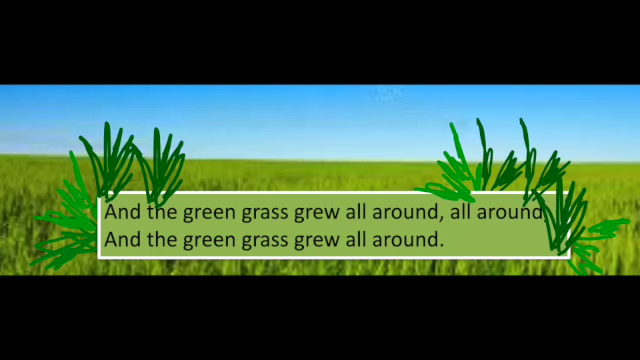 And the green grass grew all around, all around
And the green grass grew all around.